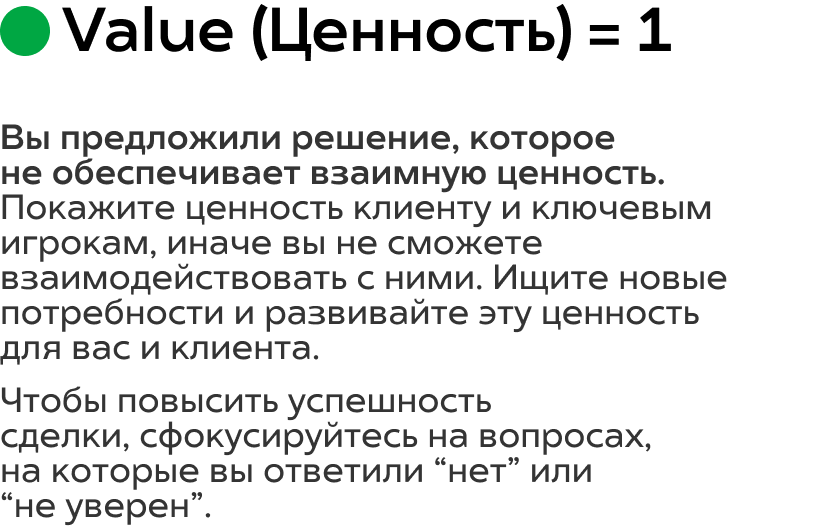 Value (Ценность) = 1
Вы предложили решение, которое
не обеспечивает взаимную ценность.
Покажите ценность клиенту и ключевым
игрокам, иначе вы не сможете
взаимодействовать с ними. Ищите новые
потребности и развивайте эту ценность
для вас и клиента.
Чтобы повысить успешность
сделки, сфокусируйтесь на вопросах,
на которые вы ответили “нет” или
“не уверен”.